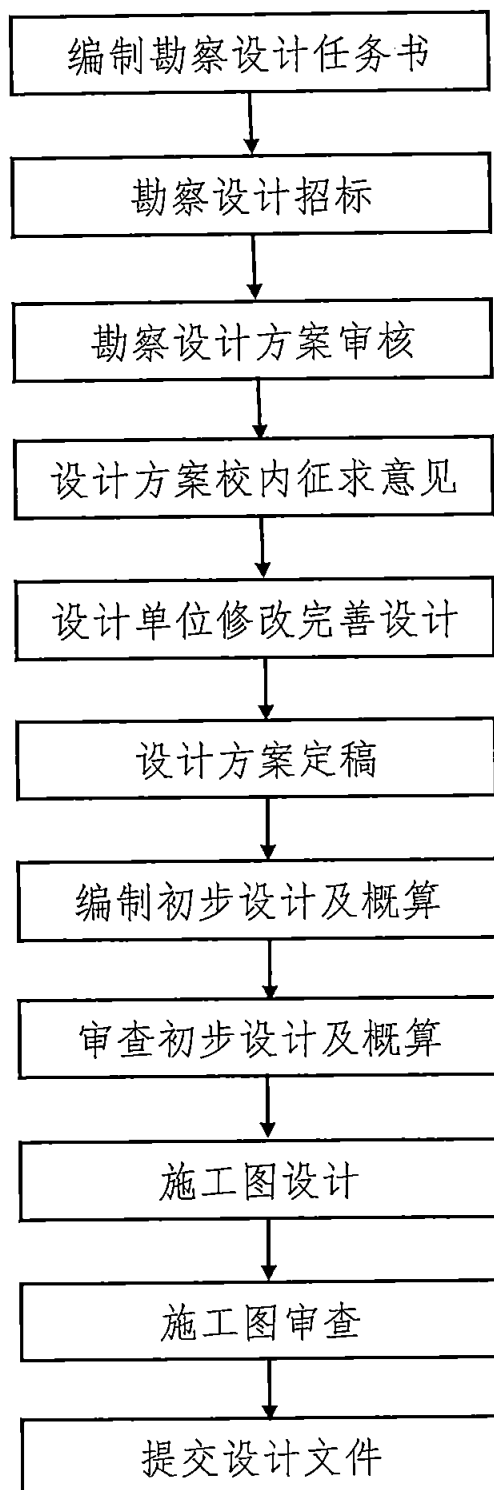 编制勘察设计任务书
勘察设计招标
勘察设计方案审核
设计方案校内征求意见
设计单位修改完善设计
设计方案定稿
编制初步设计及概算
审查初步设计及概算
施工图设计
施工图审查
提交设计文件